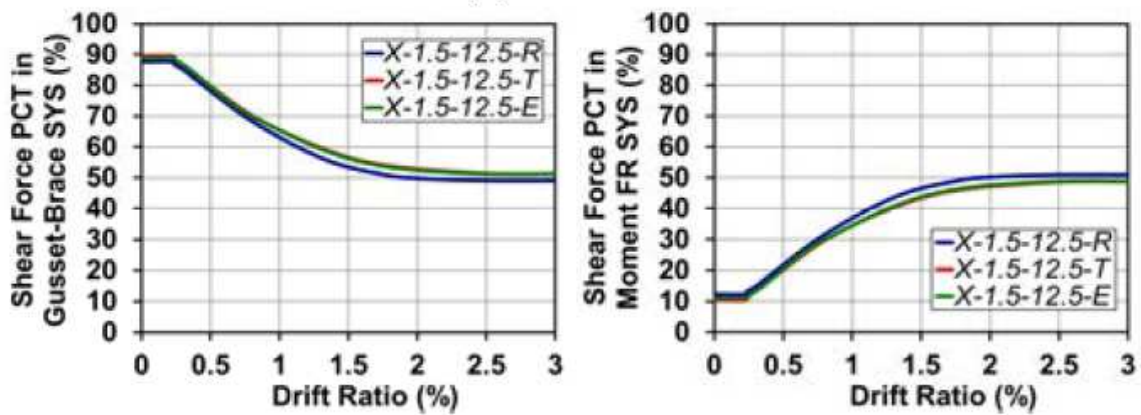 Shear Force PCT in
Gusset-Brace SYS (%)
100
90
80
70
60
50
40
30
20
10
0
X-1.5-12.5-R
X-1.5-12.5-T
X-1.5-12.5-E
0 0.5 1 1.5 2 2.5 3
Drift Ratio (%)
Shear Force PCT in
Moment FR SYS (%)
100
90
80
70
60
50
40
30
20
10
0
X-1.5-12.5-R
X-1.5-12.5-T
X-1.5-12.5-E
0 0.5 1 1.5 2 2.5 3
Drift Ratio (%)